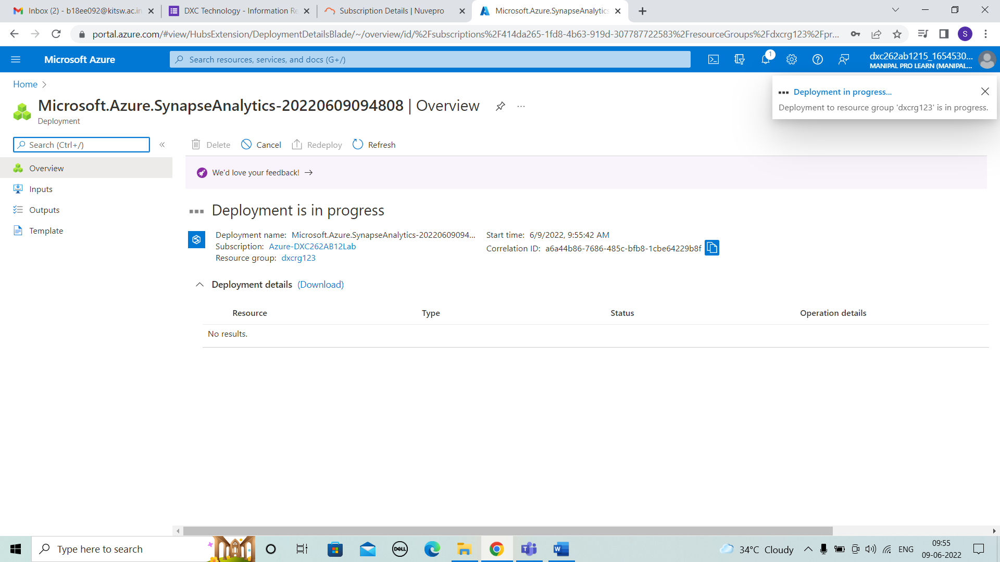 Inbox (2) - b18ee092@kitsw.ac.in
DXC Technology - Information Re
Subscription Details | Nuvepro
Microsoft.Azure.SynapseAnalytics
portal.azure.com/#view/HubsExtension/DeploymentDetailsBlade/~/overview/id/%2Fsubscriptions%2F414da265-1fd8-4b63-919d-307787722583%2FresourceGroups%2Fdxcrg123%2Fpr...
S
Microsoft Azure
Search resources, services, and docs (G+/)
1
dxc262ab1215_1654530...
MANIPAL PRO LEARN (MANIPAL...
Home
Deployment in progress...
Deployment to resource group 'dxcrg123' is in progress.
Microsoft.Azure.SynapseAnalytics-20220609094808 | Overview
Deployment
Search (Ctrl+/)
Delete
Cancel
Redeploy
Refresh
Overview
Inputs
Outputs
Template
We'd love your feedback!
Deployment is in progress
Deployment name: Microsoft.Azure.SynapseAnalytics-20220609094...
Subscription: Azure-DXC262AB12Lab
Resource group: dxcrg123
Start time: 6/9/2022, 9:55:42 AM
Correlation ID: a6a44b86-7686-485c-bfb8-1cbe64229b8f
Deployment details (Download)
Resource Type Status Operation details
No results.
Type here to search
DELL
34°C Cloudy
ENG
09:55
09-06-2022